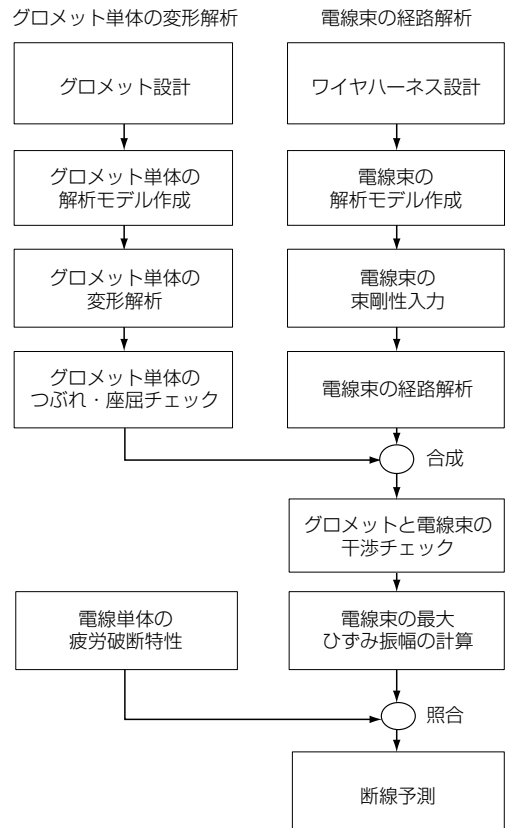 グロメット単体の変形解析
電線束の経路解析
グロメット設計
ワイヤハーネス設計
グロメット単体の
解析モデル作成
電線束の
解析モデル作成
グロメット単体の
変形解析
電線束の
束剛性入力
グロメット単体の
つぶれ・座屈チェック
電線束の経路解析
合成
グロメットと電線束の
干渉チェック
電線単体の
疲労破断特性
電線束の最大
ひずみ振幅の計算
照合
断線予測